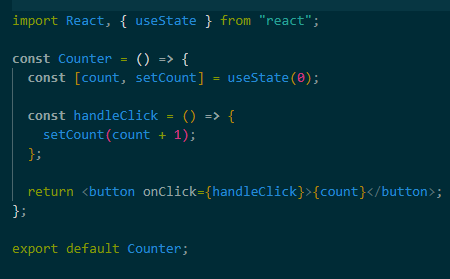 import React, { useState } from "react";
const Counter = () => {
const [count, setCount] = useState(0);
const handleClick = () => {
setCount(count + 1);
};
return <button onClick={handleClick}>{count}</button>;
};
export default Counter;